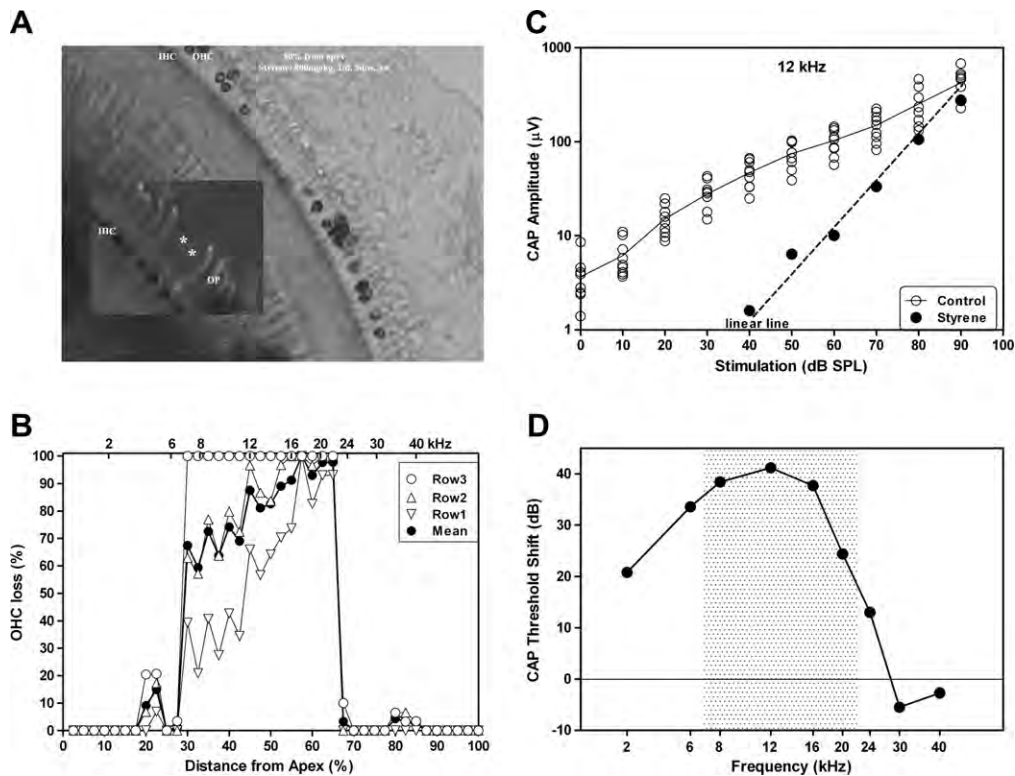 A
IHC OHC
60% from apex
IHC
* *
OP
B
2 6 8 12 16 20 24 30 40 kHz
100
90
80
70
60
50
40
30
20
10
0
OHC loss (%)
Row3
Row2
Row1
Mean
0 10 20 30 40 50 60 70 80 90 100
Distance from Apex (%)
C
1000
100
10
1
CAP Amplitude (μV)
12 kHz
linear line
Control
Styrene
0 10 20 30 40 50 60 70 80 90 100
Stimulation (dB SPL)
D
40
30
20
10
0
-10
CAP Threshold Shift (dB)
2 6 8 12 16 20 24 30 40
Frequency (kHz)